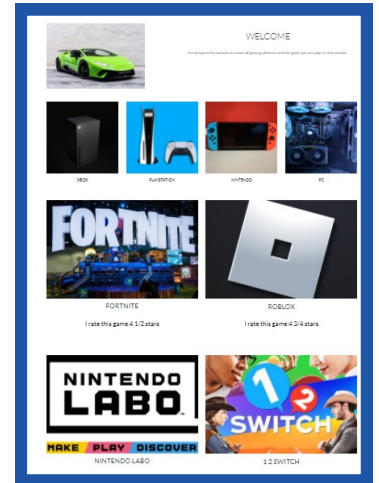 WELCOME
XBOX
PLAYSTATION
NINTENDO
PC
FORTNITE
FORTNITE
ROBLOX
I rate this game 4 1/2 stars
I rate this game 4 3/4 stars
NINTENDO
LABO
MAKE PLAY DISCOVER
1 2
SWITCH
NINTENDO LABO
1 2 SWITCH